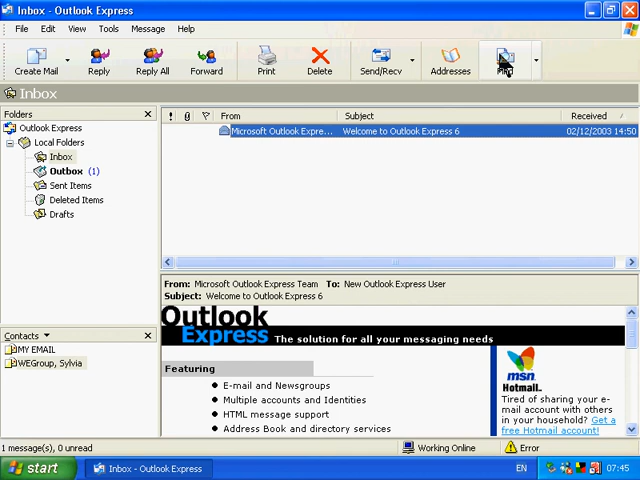 Inbox - Outlook Express
File Edit View Tools Message Help
Create Mail Reply Reply All Forward Print Delete Send/Recv Addresses
Inbox
Folders
Outlook Express
Local Folders
Inbox
Outbox (1)
Sent Items
Deleted Items
Drafts
! From Subject Received
Microsoft Outlook Expre... Welcome to Outlook Express 6 02/12/2003 14:50
From: Microsoft Outlook Express Team To: New Outlook Express User
Subject: Welcome to Outlook Express 6
Outlook
Express The solution for all your messaging needs
Featuring
E-mail and Newsgroups
Multiple accounts and Identities
HTML message support
Address Book and directory services
msn
Hotmail
Tired of sharing your e-
mail account with others
in your household? Get a
free Hotmail account!
Contacts
MY EMAIL
WEGroup, Sylvia
1 message(s), 0 unread Working Online Error
start Inbox - Outlook Express EN 07:45